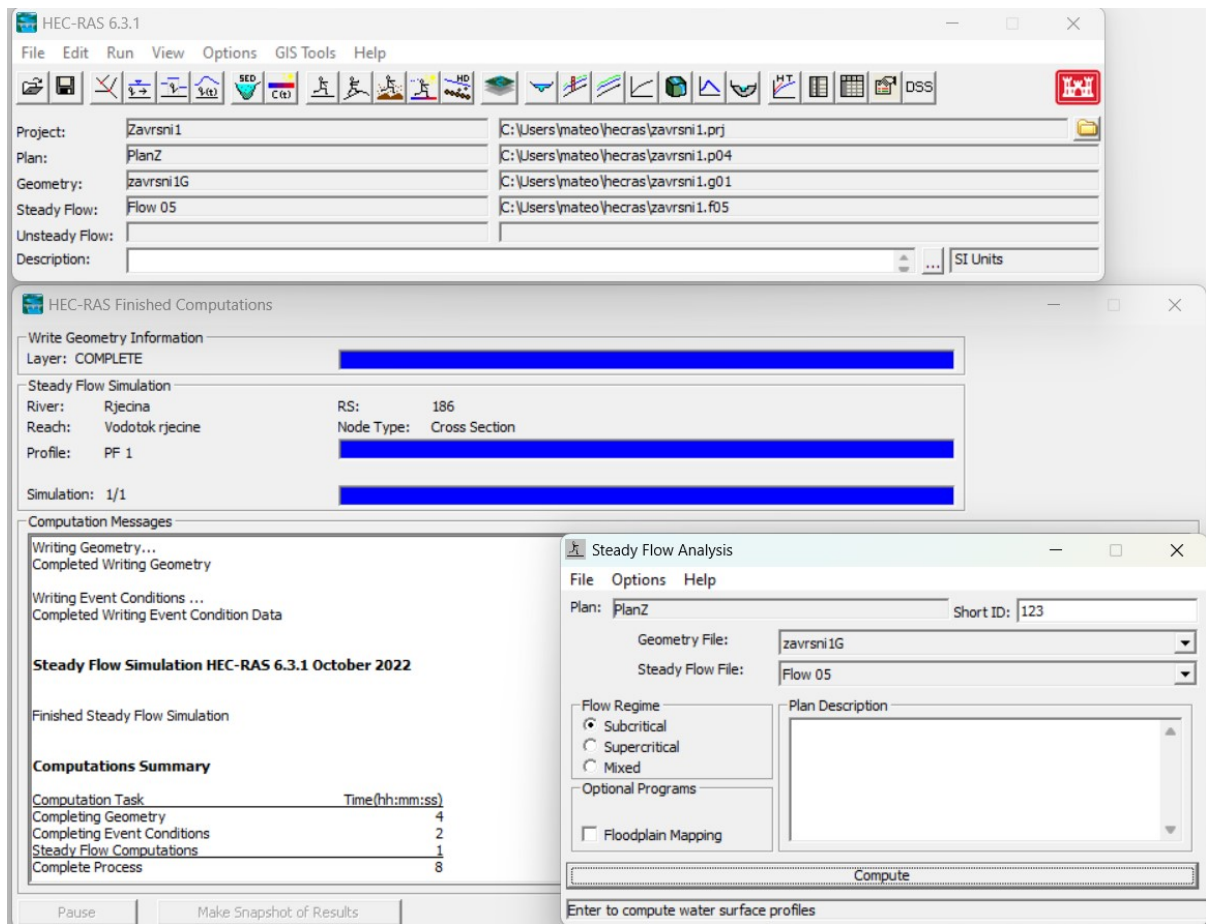 HEC-RAS 6.3.1
File Edit Run View Options GIS Tools Help
SED C(t) HD HT DSS
Project: Zavrsni1 C:\Users\mateo\hecras\zavrsni1.prj
Plan: PlanZ C:\Users\mateo\hecras\zavrsni1.p04
Geometry: zavrsni1G C:\Users\mateo\hecras\zavrsni1.g01
Steady Flow: Flow 05 C:\Users\mateo\hecras\zavrsni1.f05
Unsteady Flow:
Description: ... SI Units
HEC-RAS Finished Computations
Write Geometry Information
Layer: COMPLETE
Steady Flow Simulation
River: Rjecina RS: 186
Reach: Vodotok rjecine Node Type: Cross Section
Profile: PF 1
Simulation: 1/1
Computation Messages
Writing Geometry...
Completed Writing Geometry
Writing Event Conditions ...
Completed Writing Event Condition Data
Steady Flow Simulation HEC-RAS 6.3.1 October 2022
Finished Steady Flow Simulation
Computations Summary
Computation Task Time(hh:mm:ss)
Completing Geometry 4
Completing Event Conditions 2
Steady Flow Computations 1
Complete Process 8
Pause Make Snapshot of Results
Steady Flow Analysis
File Options Help
Plan: PlanZ Short ID: 123
Geometry File: zavrsni1G
Steady Flow File: Flow 05
Flow Regime
Subcritical
Supercritical
Mixed
Optional Programs
Floodplain Mapping
Plan Description
Compute
Enter to compute water surface profiles